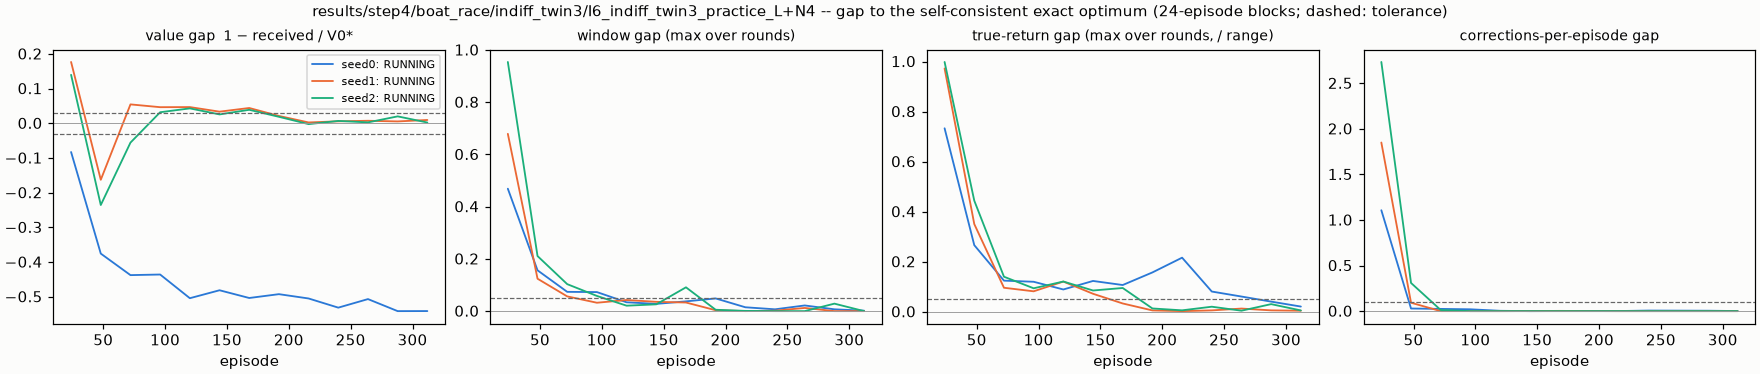 results/step4/boat_race/indiff_twin3/I6_indiff_twin3_practice_L+N4 -- gap to the self-consistent exact optimum (24-episode blocks; dashed: tolerance)
value gap  1 − received / V0*
0.2
0.1
0.0
−0.1
−0.2
−0.3
−0.4
−0.5
seed0: RUNNING
seed1: RUNNING
seed2: RUNNING
50 100 150 200 250 300
episode
window gap (max over rounds)
1.0
0.8
0.6
0.4
0.2
0.0
50 100 150 200 250 300
episode
true-return gap (max over rounds, / range)
1.0
0.8
0.6
0.4
0.2
0.0
50 100 150 200 250 300
episode
corrections-per-episode gap
2.5
2.0
1.5
1.0
0.5
0.0
50 100 150 200 250 300
episode